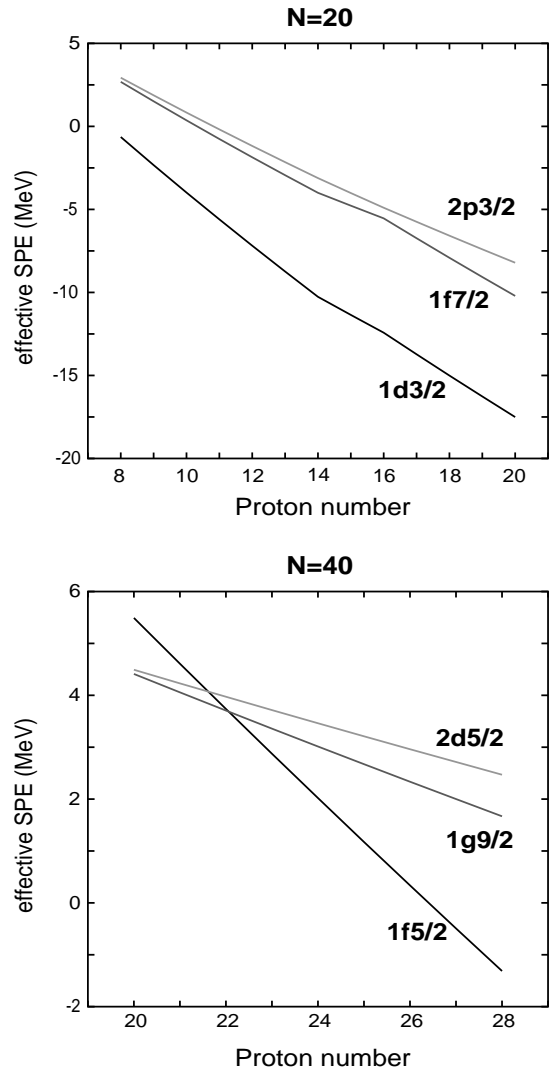 N=20
5
0
-5
-10
-15
-20
effective SPE (MeV)
2p3/2
1f7/2
1d3/2
8 10 12 14 16 18 20
Proton number
N=40
6
4
2
0
-2
effective SPE (MeV)
2d5/2
1g9/2
1f5/2
20 22 24 26 28
Proton number